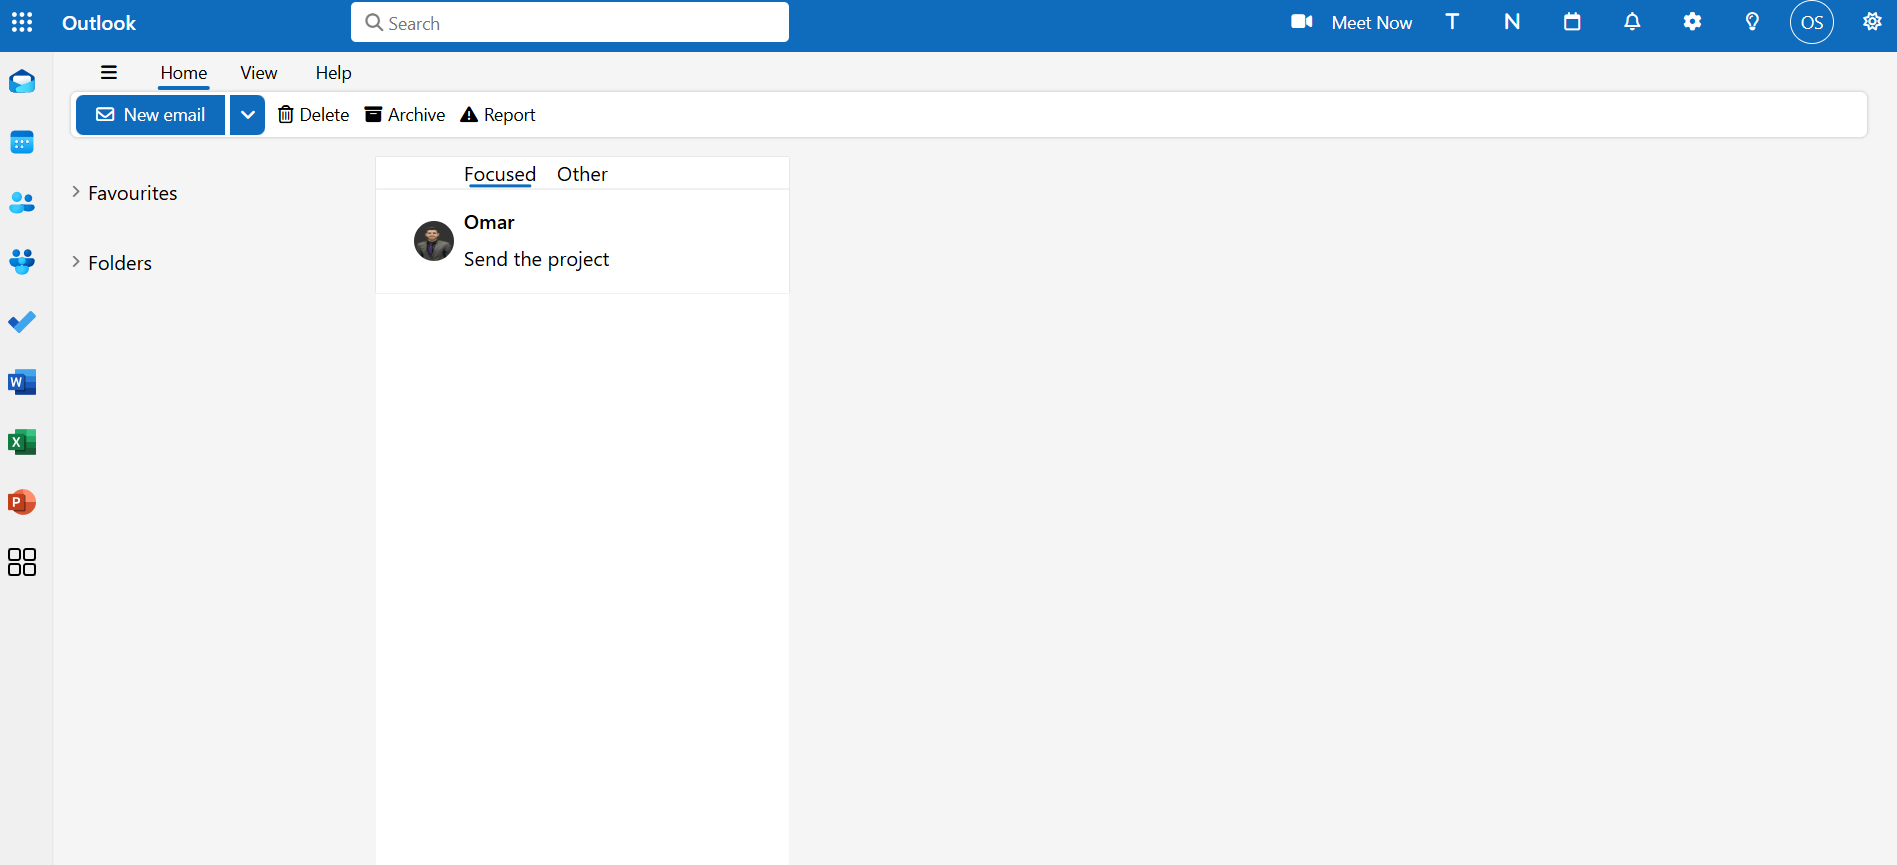 Outlook
Search
Meet Now
T
N
OS
Home
View
Help
New email
Delete
Archive
Report
Favourites
Folders
Focused
Other
Omar
Send the project
W
X
P